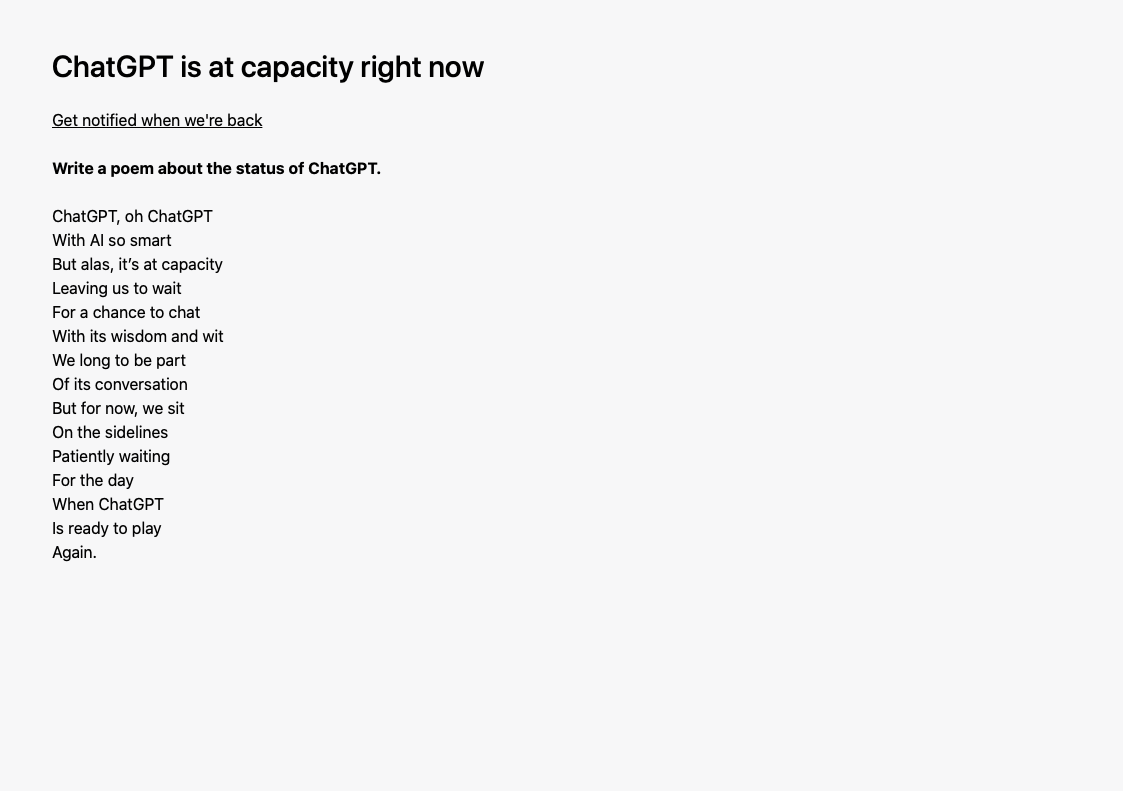 ChatGPT is at capacity right now
Get notified when we're back
Write a poem about the status of ChatGPT.
ChatGPT, oh ChatGPT
With AI so smart
But alas, it’s at capacity
Leaving us to wait
For a chance to chat
With its wisdom and wit
We long to be part
Of its conversation
But for now, we sit
On the sidelines
Patiently waiting
For the day
When ChatGPT
Is ready to play
Again.